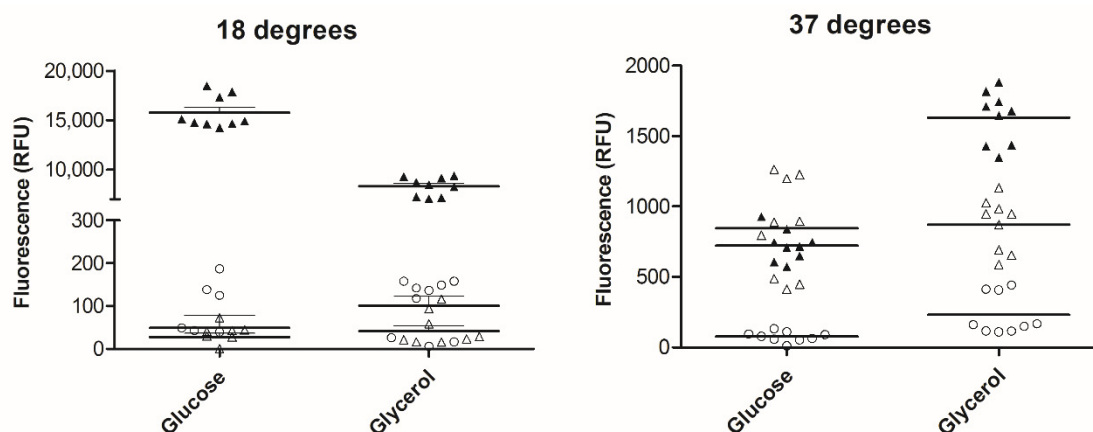 18 degrees
Fluorescence (RFU)
20,000
15,000
10,000
300
200
100
0
Glucose
Glycerol
37 degrees
Fluorescence (RFU)
2000
1500
1000
500
0
Glucose
Glycerol